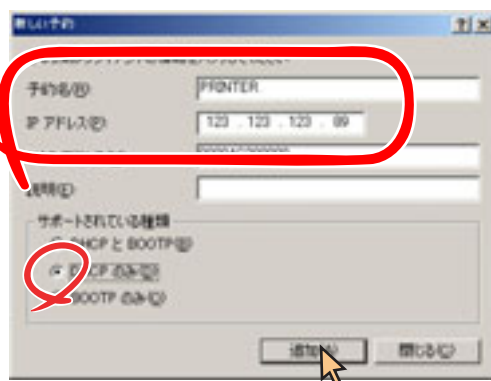 新しい予約
予約名(R)
PRINTER
IP アドレス(P)
123 . 123 . 123 . 89
説明(E)
サポートされている種類
DHCP と BOOTP(B)
DHCP のみ(D)
BOOTP のみ(O)
追加(A)
閉じる(C)